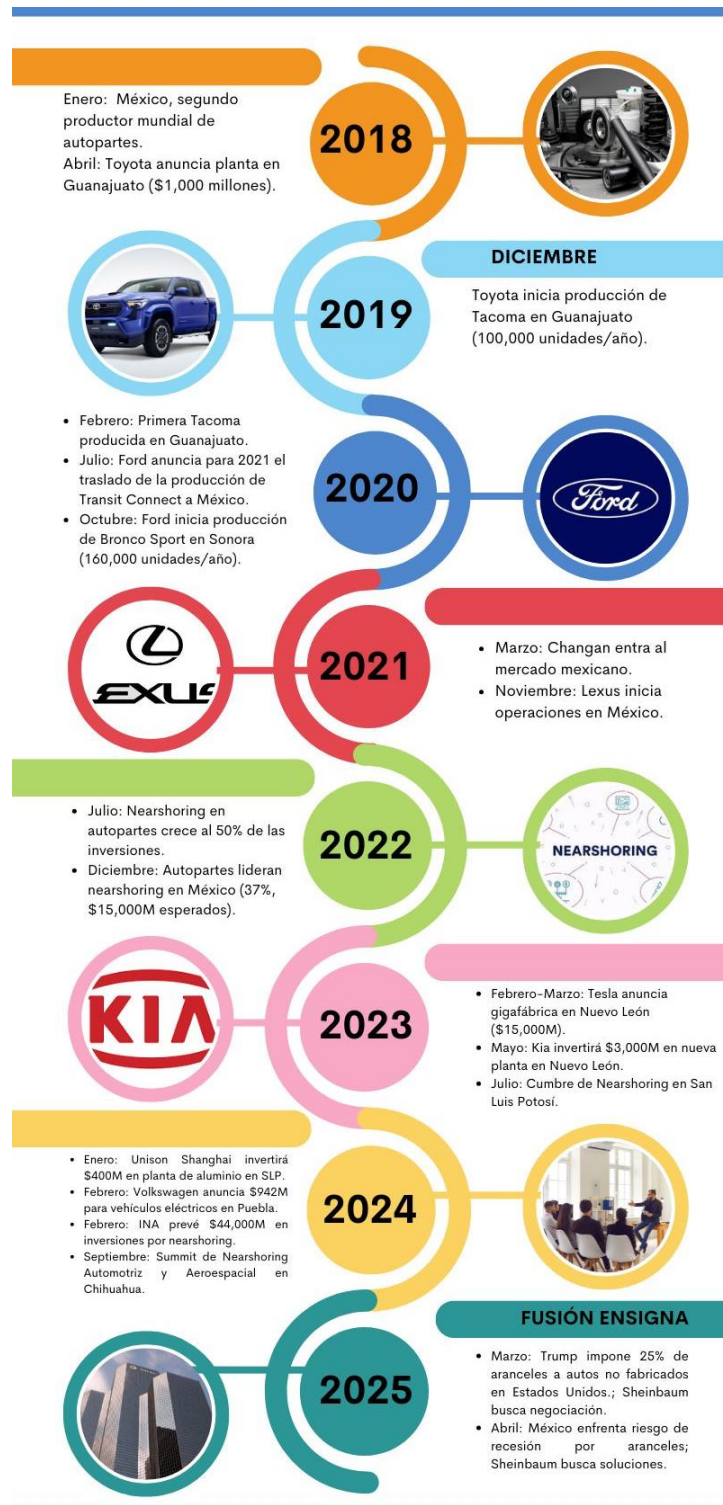 Enero: México, segundo
productor mundial de
autopartes.
Abril: Toyota anuncia planta en
Guanajuato ($1,000 millones).
2018
2019
DICIEMBRE
Toyota inicia producción de
Tacoma en Guanajuato
(100,000 unidades/año).
• Febrero: Primera Tacoma
producida en Guanajuato.
• Julio: Ford anuncia para 2021 el
traslado de la producción de
Transit Connect a México.
• Octubre: Ford inicia producción
de Bronco Sport en Sonora
(160,000 unidades/año).
2020
Ford
EXUS
2021
• Marzo: Changan entra al
mercado mexicano.
• Noviembre: Lexus inicia
operaciones en México.
• Julio: Nearshoring en
autopartes crece al 50% de las
inversiones.
• Diciembre: Autopartes lideran
nearshoring en México (37%,
$15,000M esperados).
2022
NEARSHORING
KIA
2023
• Febrero-Marzo: Tesla anuncia
gigafábrica en Nuevo León
($15,000M).
• Mayo: Kia invertirá $3,000M en nueva
planta en Nuevo León.
• Julio: Cumbre de Nearshoring en San
Luis Potosí.
• Enero: Unison Shanghai invertirá
$400M en planta de aluminio en SLP.
• Febrero: Volkswagen anuncia $942M
para vehículos eléctricos en Puebla.
• Febrero: INA prevé $44,000M en
inversiones por nearshoring.
• Septiembre: Summit de Nearshoring
Automotriz y Aeroespacial en
Chihuahua.
2024
2025
FUSIÓN ENSIGNA
• Marzo: Trump impone 25% de
aranceles a autos no fabricados
en Estados Unidos.; Sheinbaum
busca negociación.
• Abril: México enfrenta riesgo de
recesión por aranceles;
Sheinbaum busca soluciones.